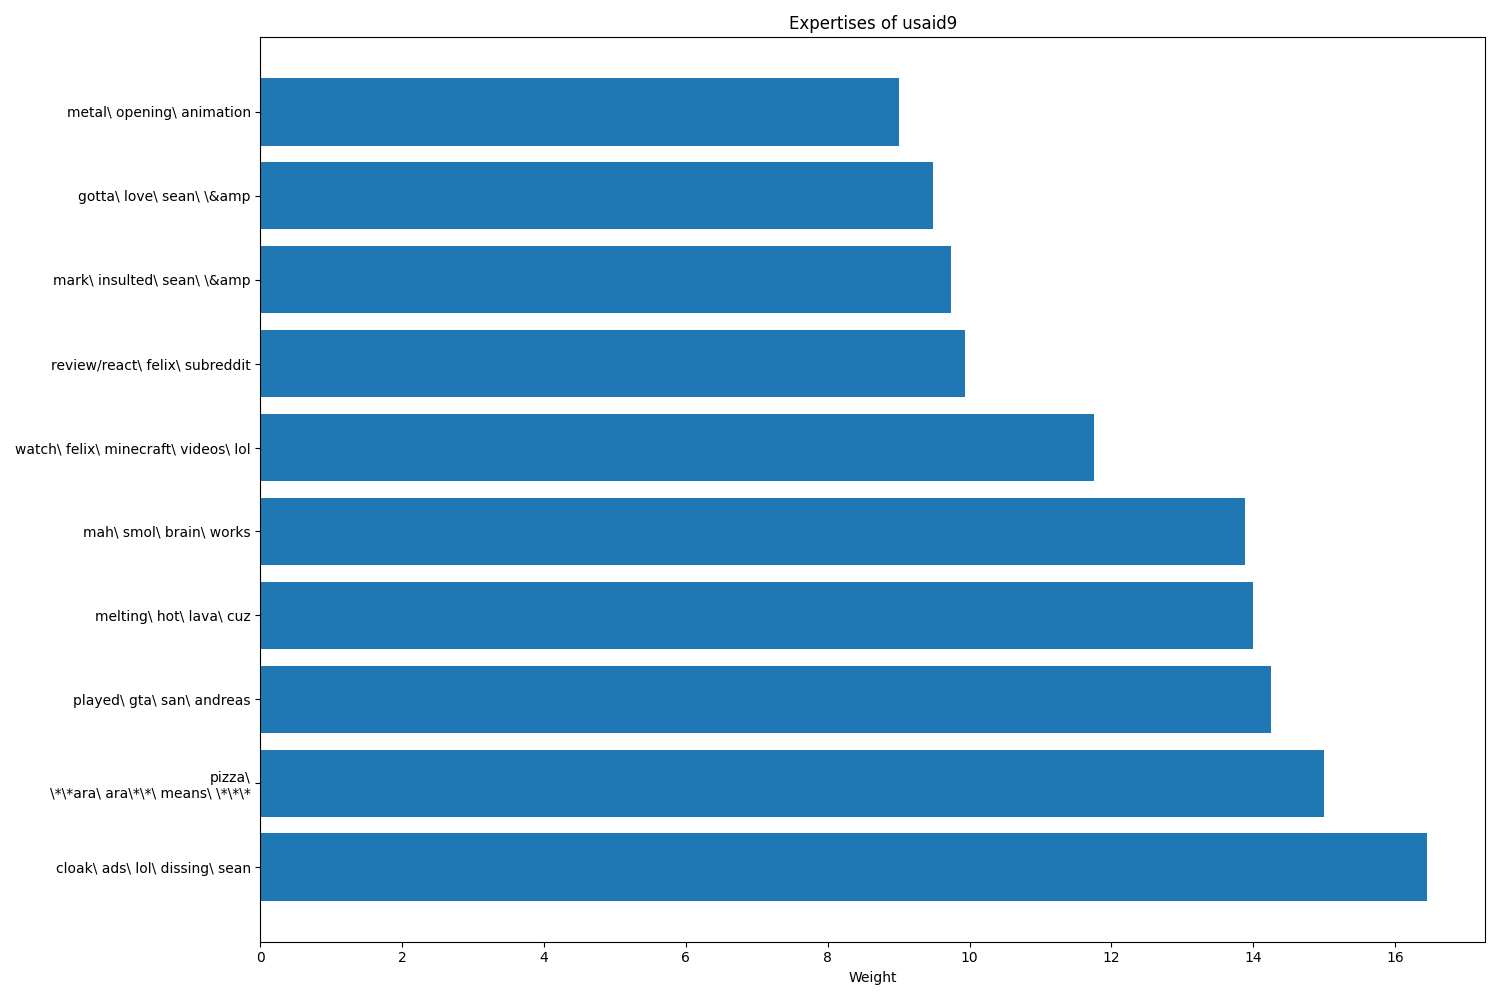 Expertises of usaid9
metal\ opening\ animation
gotta\ love\ sean\ \&amp
mark\ insulted\ sean\ \&amp
review/react\ felix\ subreddit
watch\ felix\ minecraft\ videos\ lol
mah\ smol\ brain\ works
melting\ hot\ lava\ cuz
played\ gta\ san\ andreas
pizza\
\*\*ara\ ara\*\*\ means\ \*\*\*
cloak\ ads\ lol\ dissing\ sean
0 2 4 6 8 10 12 14 16
Weight